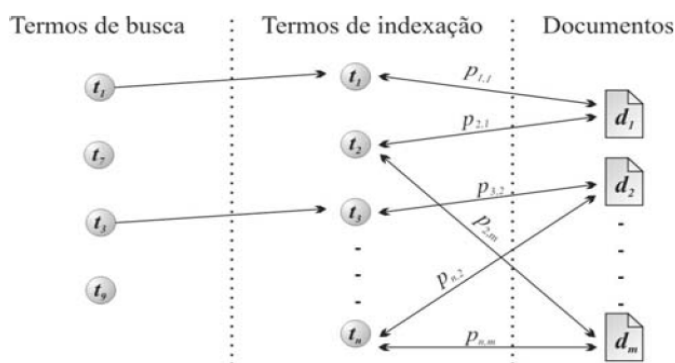 Termos de busca Termos de indexação Documentos
t1 t1 p1,1 d1
t7 t2 p2,1
t3 t3 p3,2 d2
p2,m
t9 pn,2
tn pn,m dm